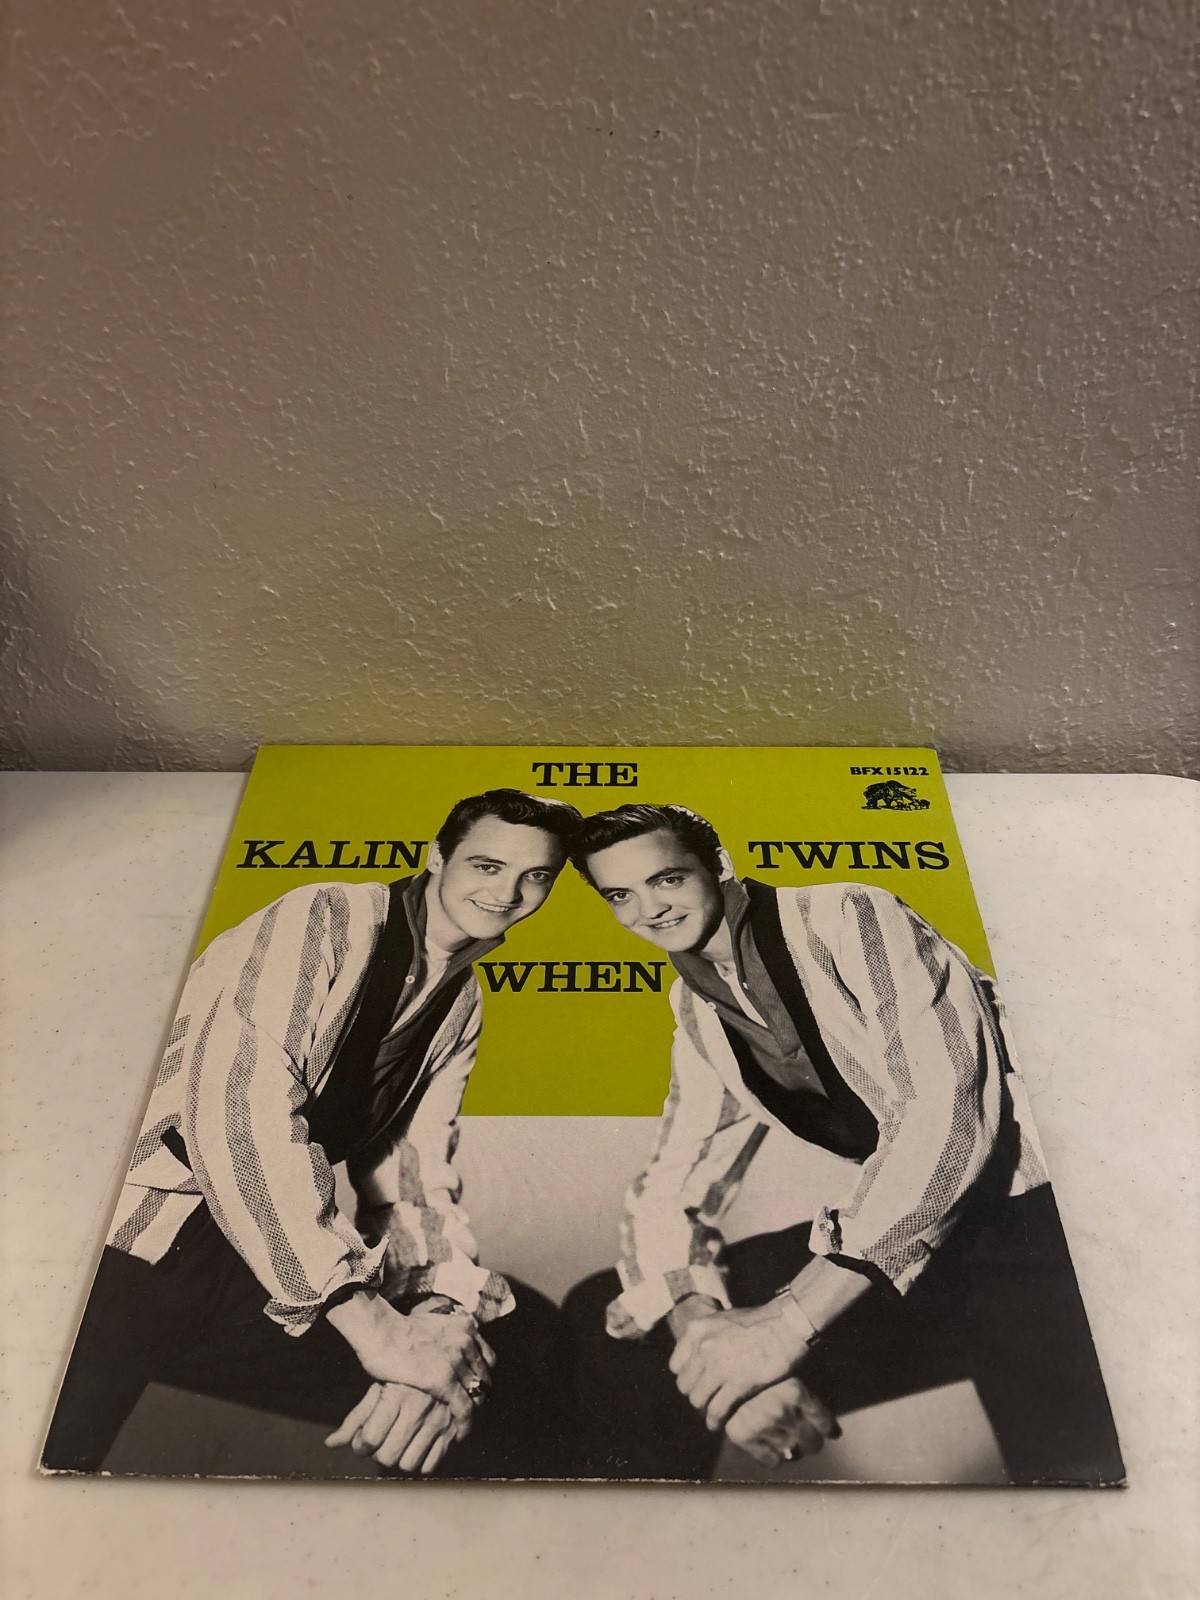 THE
BFX 15122
KALIN TWINS
WHEN